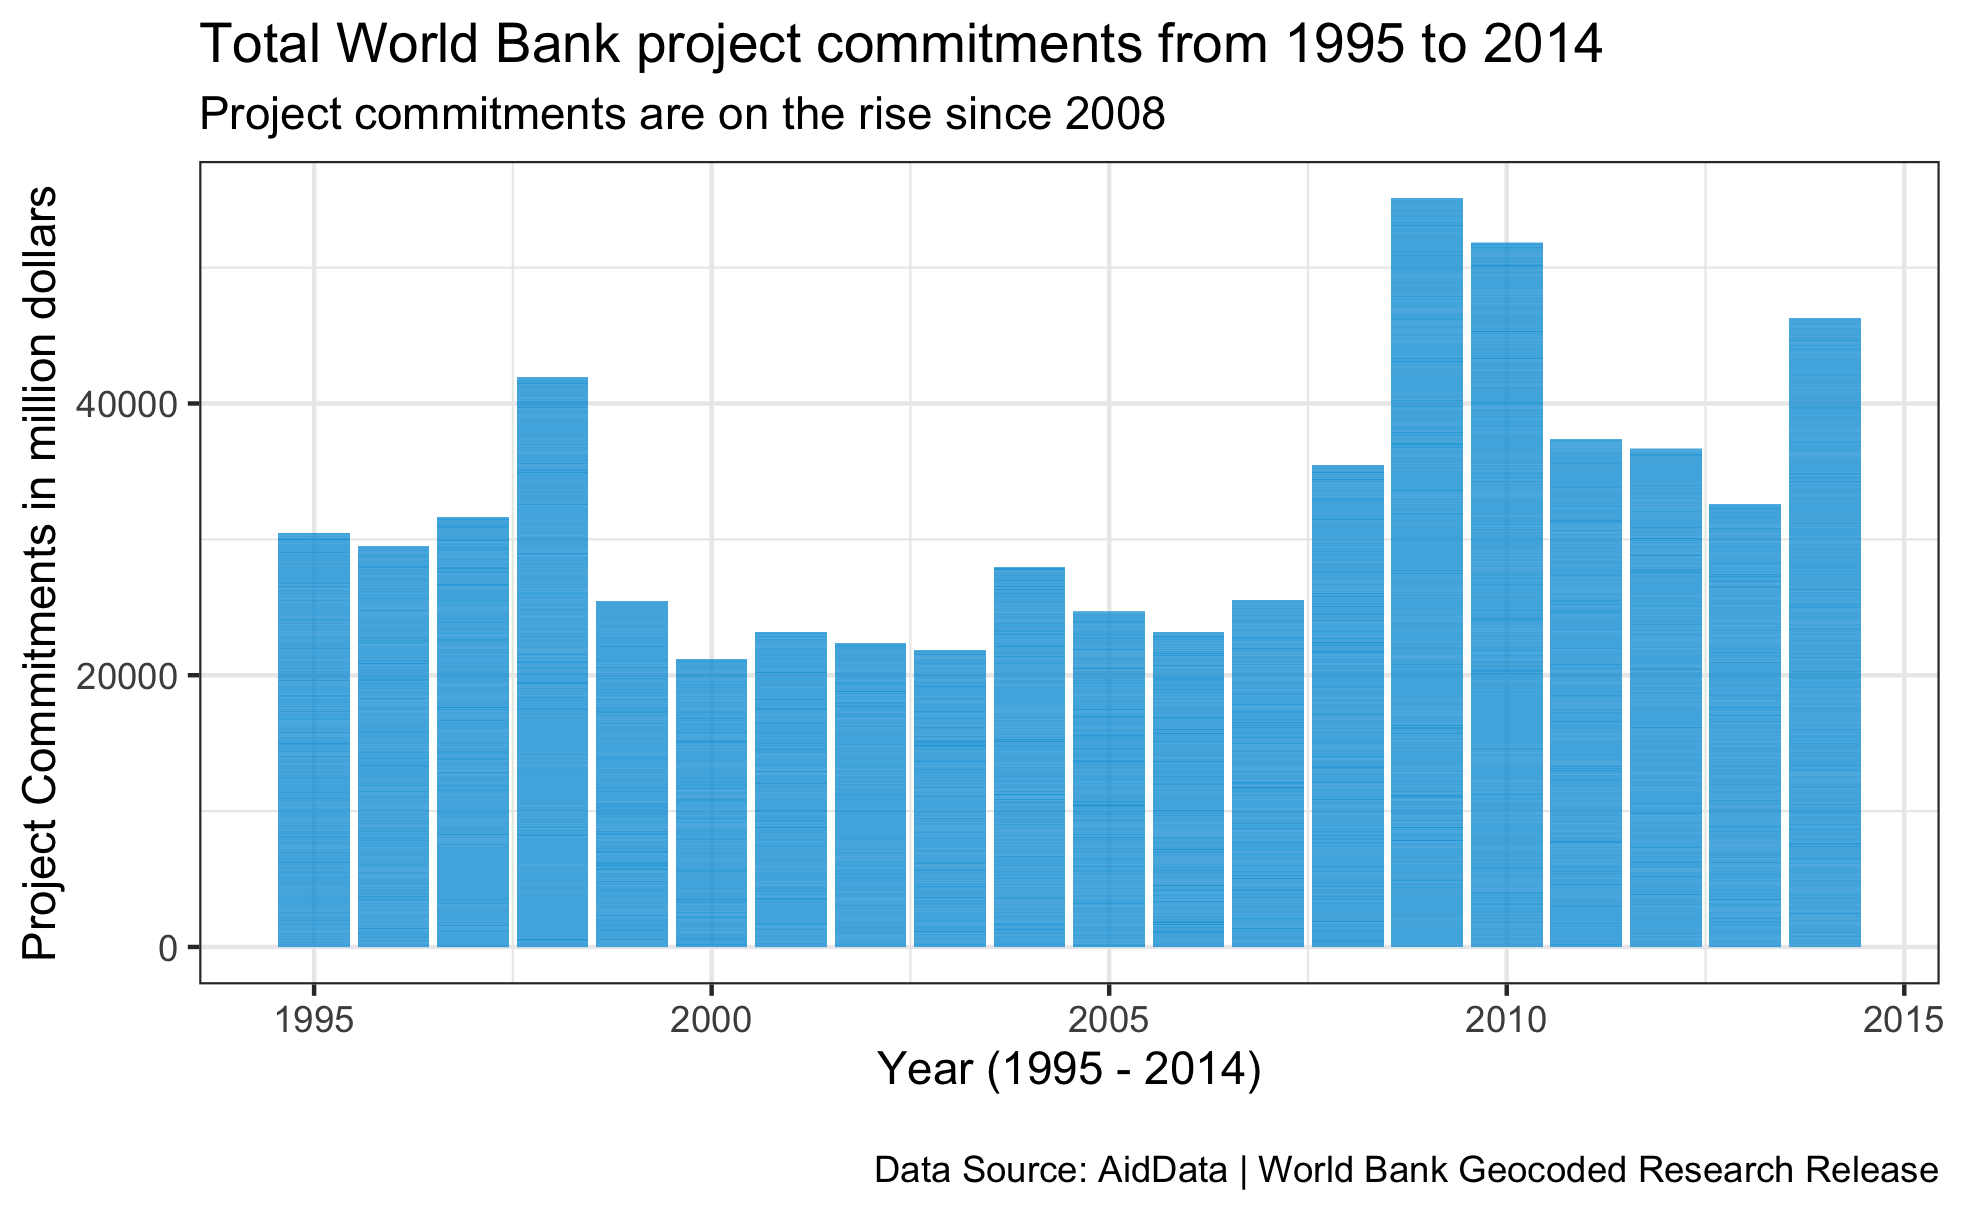 Total World Bank project commitments from 1995 to 2014
Project commitments are on the rise since 2008
Project Commitments in million dollars
40000
20000
0
1995 2000 2005 2010 2015
Year (1995 - 2014)
Data Source: AidData | World Bank Geocoded Research Release